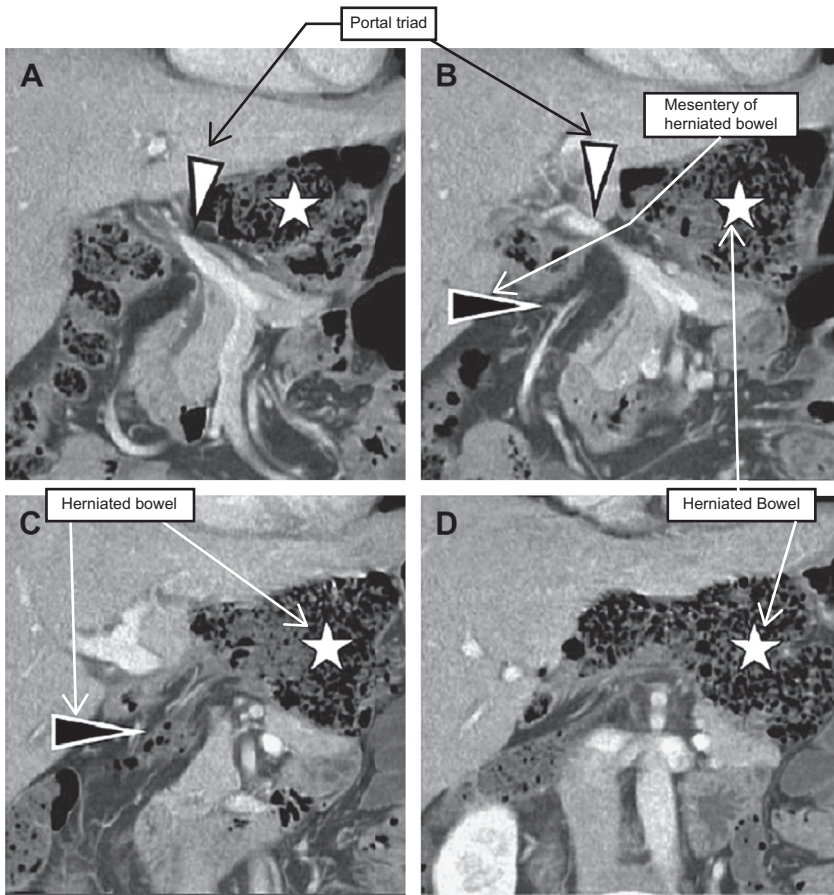 Portal triad
A
B
Mesentery of
herniated bowel
C
Herniated bowel
D
Herniated Bowel